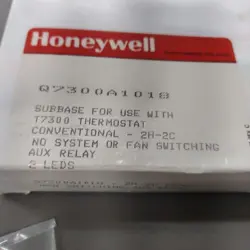 Honeywell
Q7300A1018
SUBBASE FOR USE WITH
T7300 THERMOSTAT
CONVENTIONAL - 2H-2C
NO SYSTEM OR FAN SWITCHING
AUX RELAY
2 LEDS